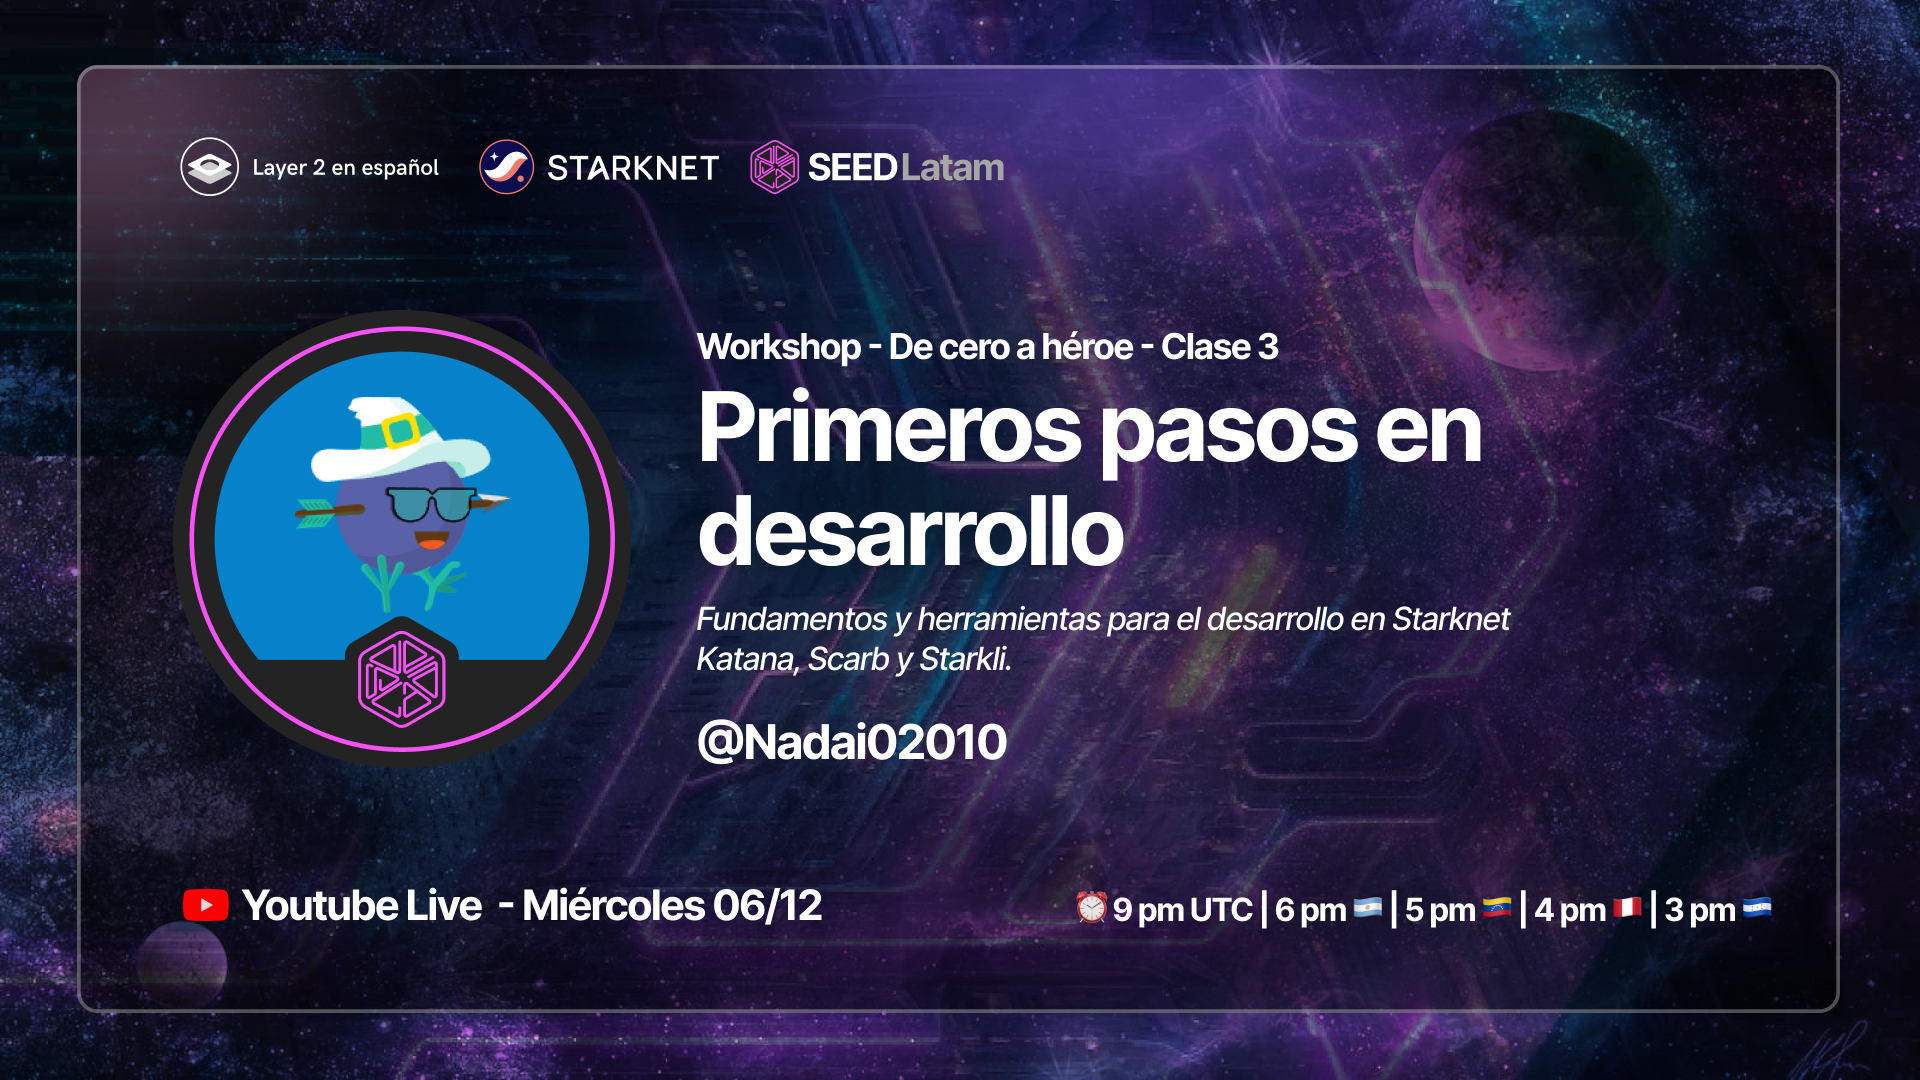 Layer 2 en español
STARKNET
SEEDLatam
Workshop - De cero a héroe - Clase 3
Primeros pasos en
desarrollo
Fundamentos y herramientas para el desarrollo en Starknet
Katana, Scarb y Starkli.
@Nadai02010
Youtube Live - Miércoles 06/12
⏰ 9 pm UTC | 6 pm 🇦🇷 | 5 pm 🇻🇪 | 4 pm 🇵🇪 | 3 pm 🇭🇳